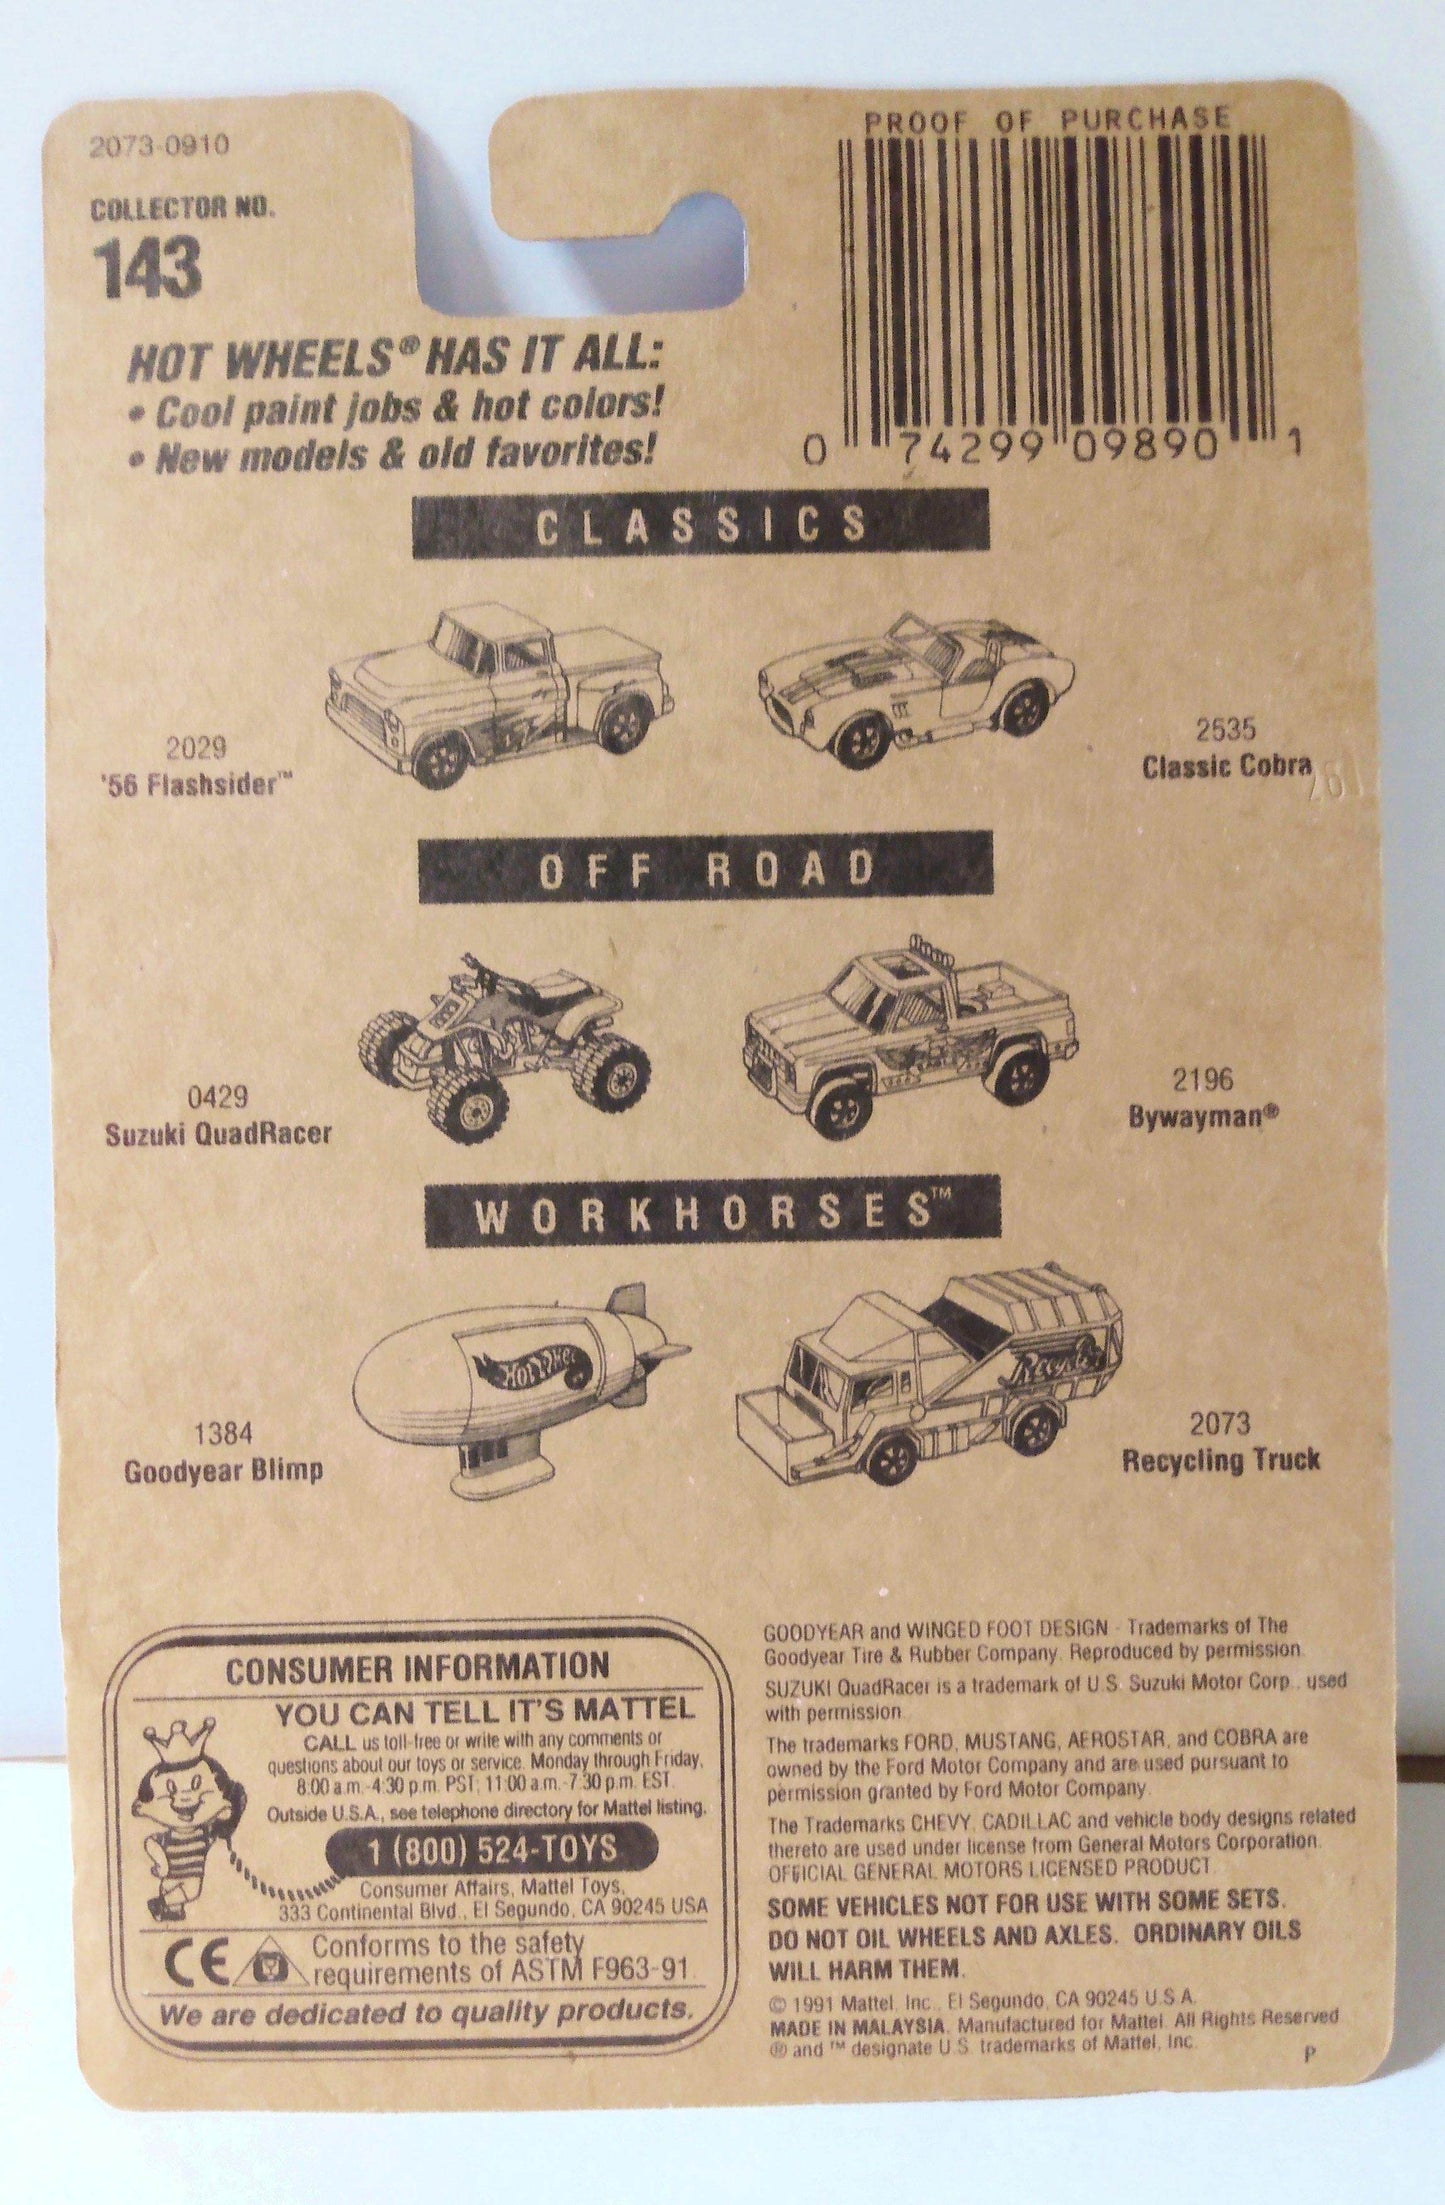 2073-0910
COLLECTOR NO.
143
PROOF OF PURCHASE
0 74299 09890 1
HOT WHEELS® HAS IT ALL:
• Cool paint jobs & hot colors!
• New models & old favorites!
CLASSICS
2029
'56 Flashsider™
2535
Classic Cobra
OFF ROAD
0429
Suzuki QuadRacer
2196
Bywayman®
WORKHORSES™
HOT WHEELS
1384
Goodyear Blimp
2073
Recycling Truck
CONSUMER INFORMATION
YOU CAN TELL IT'S MATTEL
CALL us toll-free or write with any comments or
questions about our toys or service. Monday through Friday,
8:00 a.m.-4:30 p.m. PST; 11:00 a.m.-7:30 p.m. EST.
Outside U.S.A., see telephone directory for Mattel listing.
1 (800) 524-TOYS
Consumer Affairs, Mattel Toys,
333 Continental Blvd., El Segundo, CA 90245 USA
CE Conforms to the safety
requirements of ASTM F963-91.
We are dedicated to quality products.
GOODYEAR and WINGED FOOT DESIGN - Trademarks of The
Goodyear Tire & Rubber Company. Reproduced by permission.
SUZUKI QuadRacer is a trademark of U.S. Suzuki Motor Corp., used
with permission.
The trademarks FORD, MUSTANG, AEROSTAR, and COBRA are
owned by the Ford Motor Company and are used pursuant to
permission granted by Ford Motor Company.
The Trademarks CHEVY, CADILLAC and vehicle body designs related
thereto are used under license from General Motors Corporation.
OFFICIAL GENERAL MOTORS LICENSED PRODUCT.
SOME VEHICLES NOT FOR USE WITH SOME SETS.
DO NOT OIL WHEELS AND AXLES. ORDINARY OILS
WILL HARM THEM.
© 1991 Mattel, Inc., El Segundo, CA 90245 U.S.A.
MADE IN MALAYSIA. Manufactured for Mattel. All Rights Reserved.
® and ™ designate U.S. trademarks of Mattel, Inc.
P